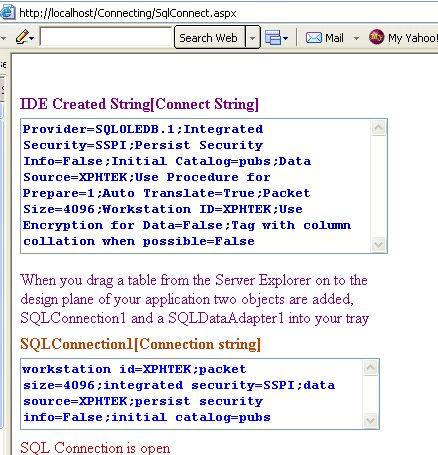 http://localhost/Connecting/SqlConnect.aspx
Search Web Mail My Yahoo!
IDE Created String[Connect String]
Provider=SQLOLEDB.1;Integrated
Security=SSPI;Persist Security
Info=False;Initial Catalog=pubs;Data
Source=XPHTEK;Use Procedure for
Prepare=1;Auto Translate=True;Packet
Size=4096;Workstation ID=XPHTEK;Use
Encryption for Data=False;Tag with column
collation when possible=False
When you drag a table from the Server Explorer on to the
design plane of your application two objects are added,
SQLConnection1 and a SQLDataAdapter1 into your tray
SQLConnection1[Connection string]
workstation id=XPHTEK;packet
size=4096;integrated security=SSPI;data
source=XPHTEK;persist security
info=False;initial catalog=pubs
SQL Connection is open